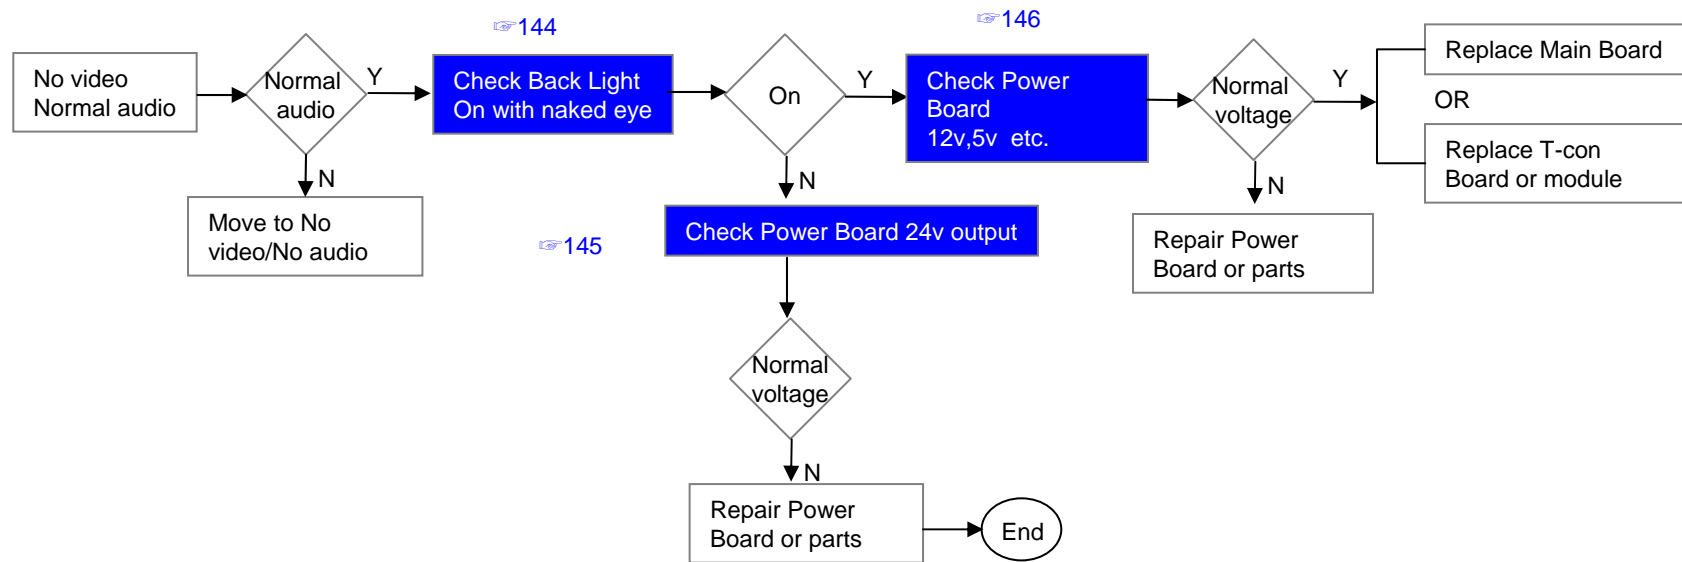 ☞144
☞146
No video
Normal audio
Normal
audio
Y
Check Back Light
On with naked eye
On
Y
Check Power
Board
12v,5v etc.
Normal
voltage
Y
Replace Main Board
OR
Replace T-con
Board or module
N
Move to No
video/No audio
N
☞145
Check Power Board 24v output
N
Repair Power
Board or parts
Normal
voltage
N
Repair Power
Board or parts
End